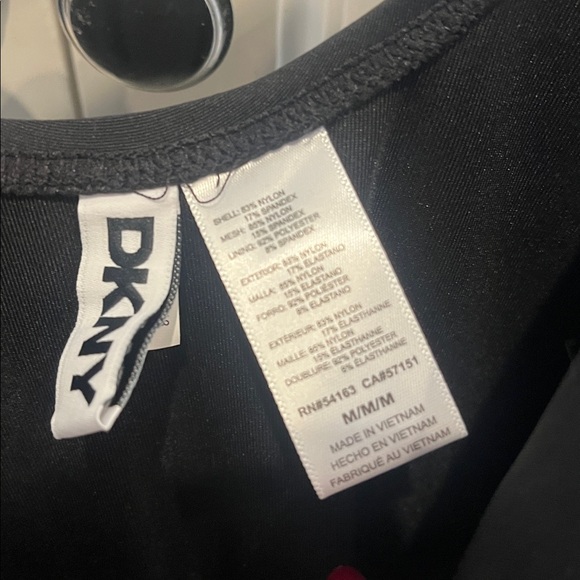 DKNY
SHELL: 83% NYLON
17% SPANDEX
MESH: 85% NYLON
15% SPANDEX
LINING: 92% POLYESTER
8% SPANDEX
EXTERIOR: 83% NYLON
17% ELASTANO
MALLA: 85% NYLON
15% ELASTANO
FORRO: 92% POLIÉSTER
8% ELASTANO
EXTÉRIEUR: 83% NYLON
17% ÉLASTHANNE
MAILLE: 85% NYLON
15% ÉLASTHANNE
DOUBLURE: 92% POLYESTER
8% ÉLASTHANNE
RN#54163 CA#57151
M/M/M
MADE IN VIETNAM
HECHO EN VIETNAM
FABRIQUÉ AU VIETNAM